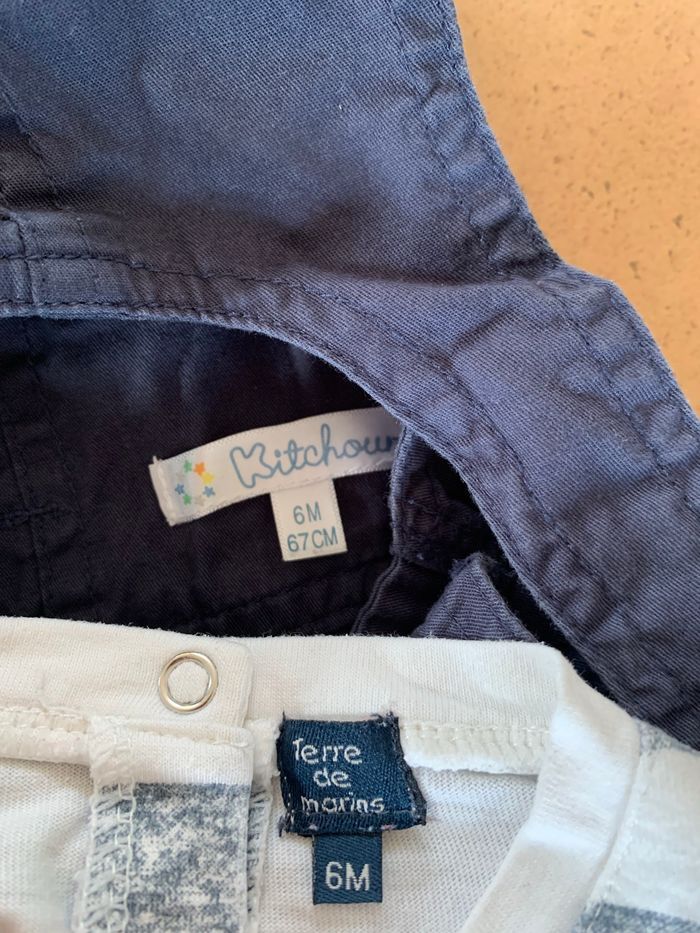 Kitchoun
6M
67CM
Terre
de
marins
6M